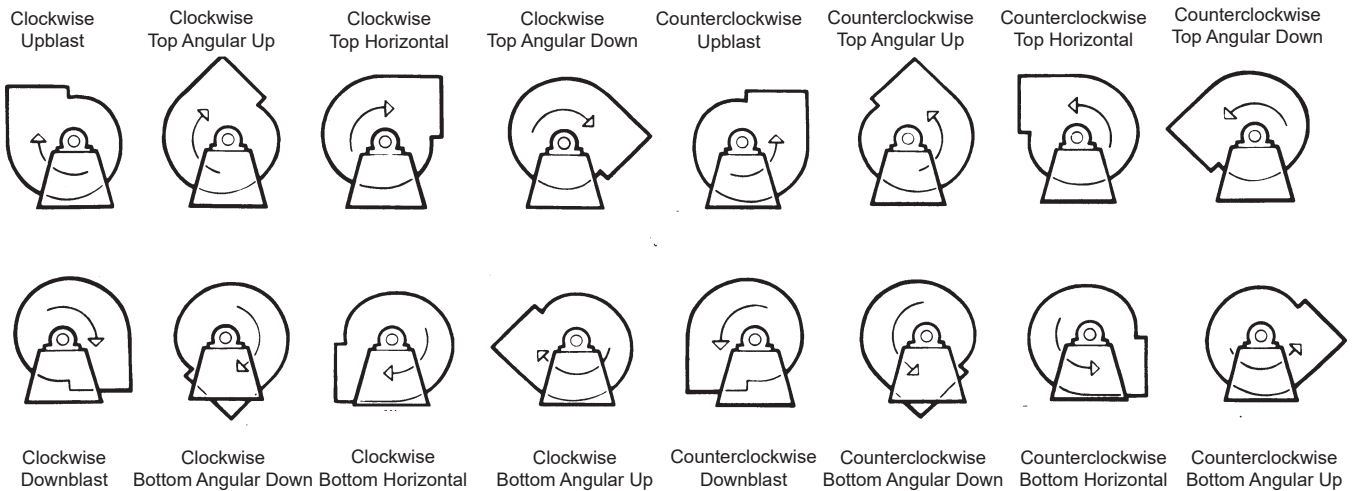 Clockwise
Upblast
Clockwise
Top Angular Up
Clockwise
Top Horizontal
Clockwise
Top Angular Down
Counterclockwise
Upblast
Counterclockwise
Top Angular Up
Counterclockwise
Top Horizontal
Counterclockwise
Top Angular Down
Clockwise
Downblast
Clockwise
Bottom Angular Down
Clockwise
Bottom Horizontal
Clockwise
Bottom Angular Up
Counterclockwise
Downblast
Counterclockwise
Bottom Angular Down
Counterclockwise
Bottom Horizontal
Counterclockwise
Bottom Angular Up